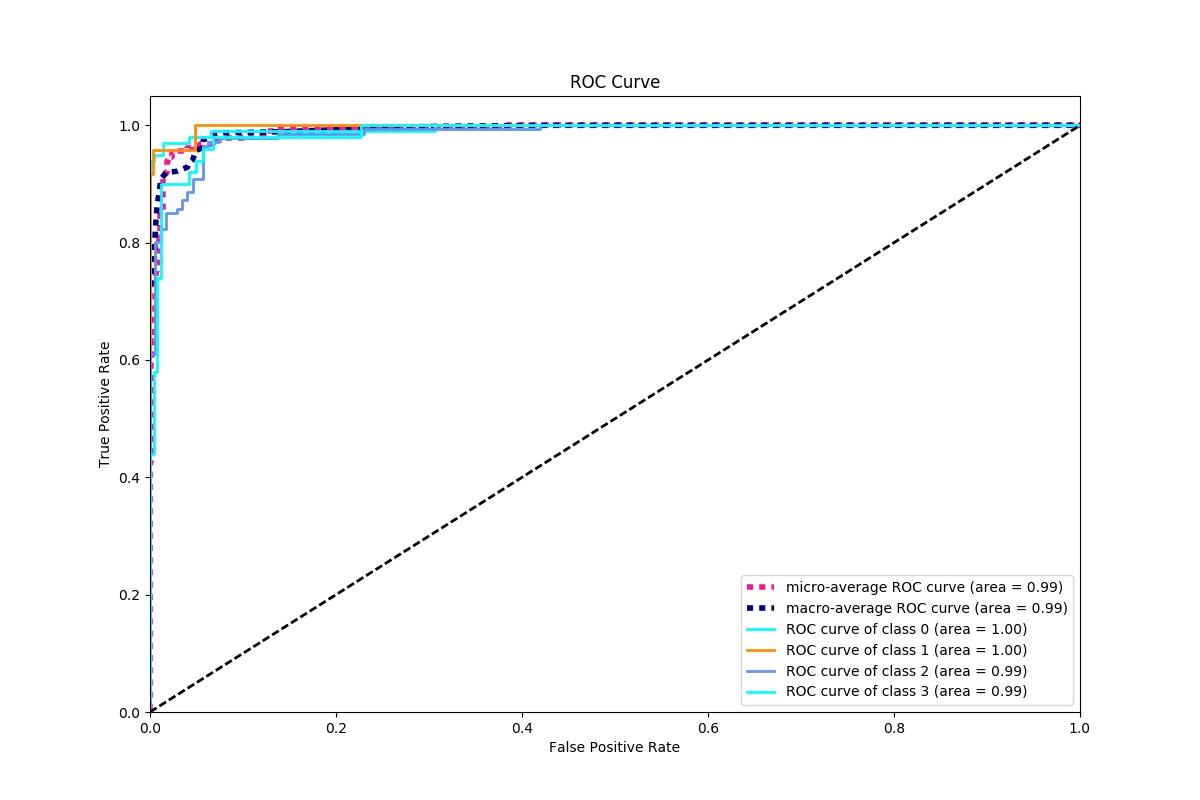 ROC Curve
1.0
0.8
0.6
0.4
0.2
0.0
True Positive Rate
micro-average ROC curve (area = 0.99)
macro-average ROC curve (area = 0.99)
ROC curve of class 0 (area = 1.00)
ROC curve of class 1 (area = 1.00)
ROC curve of class 2 (area = 0.99)
ROC curve of class 3 (area = 0.99)
0.0 0.2 0.4 0.6 0.8 1.0
False Positive Rate